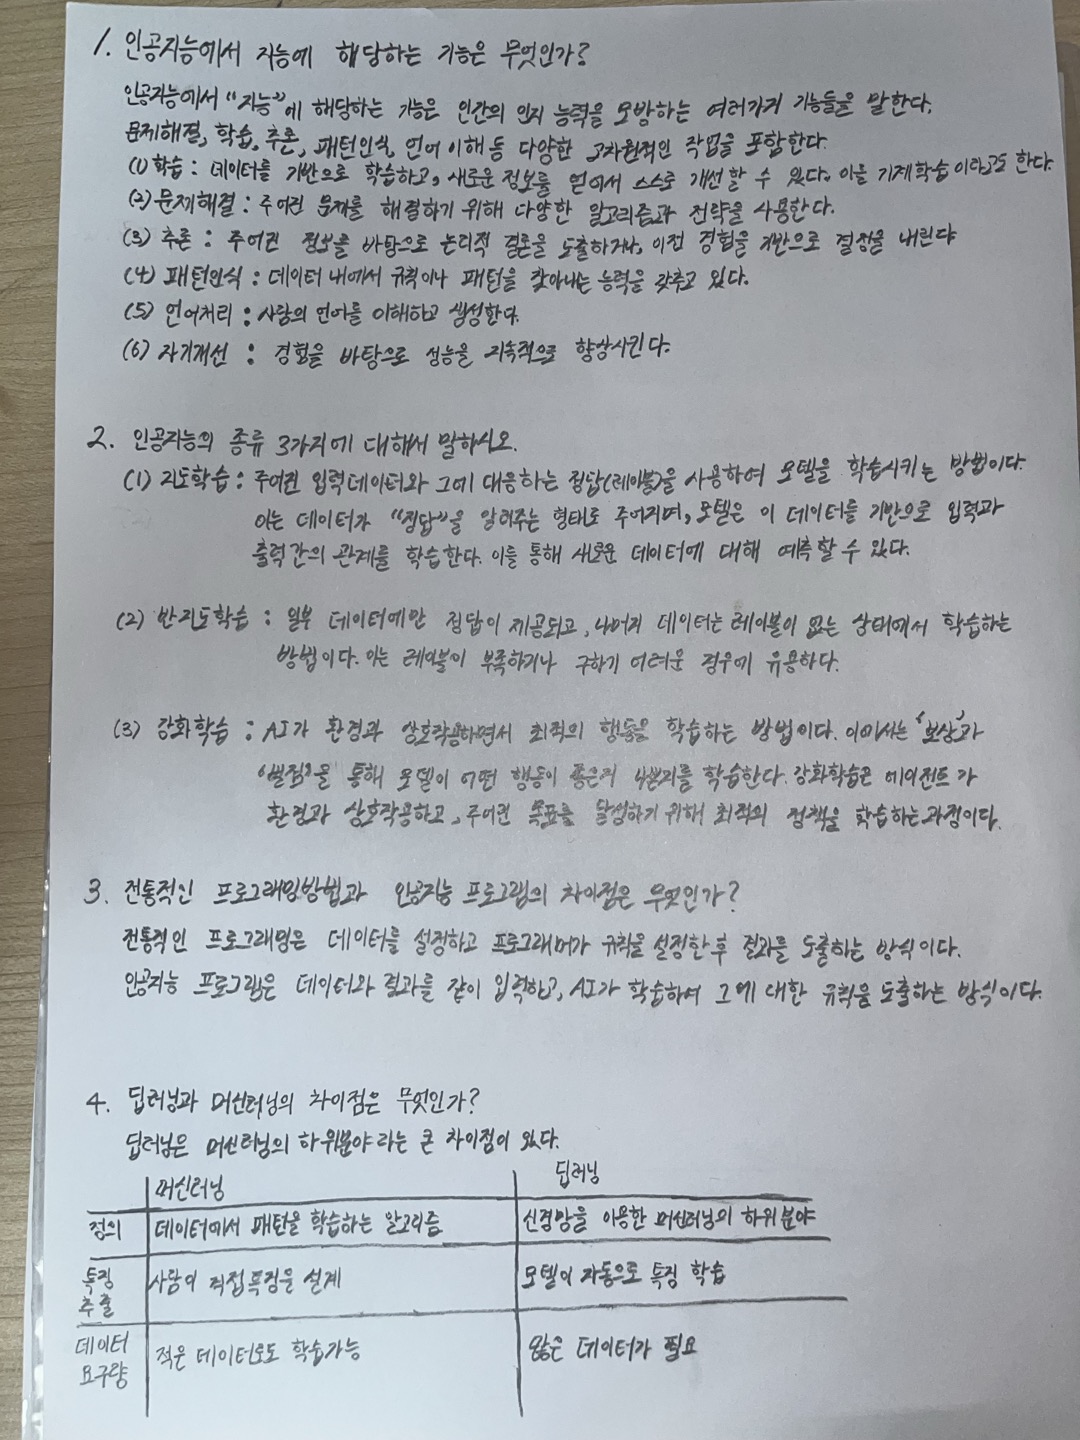 1. 인공지능에서 지능에 해당하는 기능은 무엇인가?
인공지능에서 "지능"에 해당하는 기능은 인간의 인지 능력을 모방하는 여러가지 기능들을 말한다.
문제해결, 학습, 추론, 패턴인식, 언어 이해 등 다양한 고차원적인 작업을 포함한다.
(1) 학습 : 데이터를 기반으로 학습하고, 새로운 정보를 얻어서 스스로 개선할 수 있다. 이를 기계학습이라고도 한다.
(2) 문제해결 : 주어진 문제를 해결하기 위해 다양한 알고리즘과 전략을 사용한다.
(3) 추론 : 주어진 정보를 바탕으로 논리적 결론을 도출하거나, 이전 경험을 기반으로 결정을 내린다
(4) 패턴인식 : 데이터 내에서 규칙이나 패턴을 찾아내는 능력을 갖추고 있다.
(5) 언어처리 : 사람의 언어를 이해하고 생성한다.
(6) 자기개선 : 경험을 바탕으로 성능을 지속적으로 향상시킨다.
2. 인공지능의 종류 3가지에 대해서 말하시오.
(1) 지도학습 : 주어진 입력데이터와 그에 대응하는 정답(레이블)을 사용하여 모델을 학습시키는 방법이다.
이는 데이터가 "정답"을 알려주는 형태로 주어지며, 모델은 이 데이터를 기반으로 입력과
출력간의 관계를 학습한다. 이를 통해 새로운 데이터에 대해 예측할 수 있다.
(2) 반지도학습 : 일부 데이터에만 정답이 제공되고, 나머지 데이터는 레이블이 없는 상태에서 학습하는
방법이다. 이는 레이블이 부족하거나 구하기 어려운 경우에 유용하다.
(3) 강화학습 : AI가 환경과 상호작용하면서 최적의 행동을 학습하는 방법이다. 이에서는 '보상'과
'벌점'을 통해 모델이 어떤 행동이 좋은지 나쁜지를 학습한다. 강화학습은 에이전트가
환경과 상호작용하고, 주어진 목표를 달성하기 위해 최적의 정책을 학습하는 과정이다.
3. 전통적인 프로그래밍방법과 인공지능 프로그램의 차이점은 무엇인가?
전통적인 프로그래밍은 데이터를 설정하고 프로그래머가 규칙을 설정한 후 결과를 도출하는 방식이다.
인공지능 프로그램은 데이터와 결과를 같이 입력하고, AI가 학습하여 그에 대한 규칙을 도출하는 방식이다.
4. 딥러닝과 머신러닝의 차이점은 무엇인가?
딥러닝은 머신러닝의 하위분야라는 큰 차이점이 있다.
머신러닝 딥러닝
정의 데이터에서 패턴을 학습하는 알고리즘 신경망을 이용한 머신러닝의 하위분야
특징 사람이 직접특징을 설계 모델이 자동으로 특징 학습
추출
데이터 적은 데이터로도 학습가능 많은 데이터가 필요
요구량